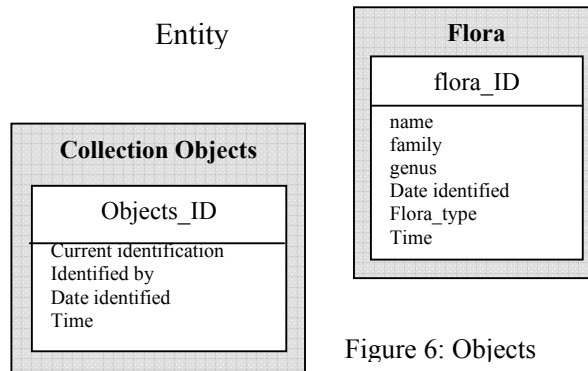 Entity
Flora
flora_ID
name
family
genus
Date identified
Flora_type
Time
Collection Objects
Objects_ID
Current identification
Identified by
Date identified
Time
Figure 6: Objects